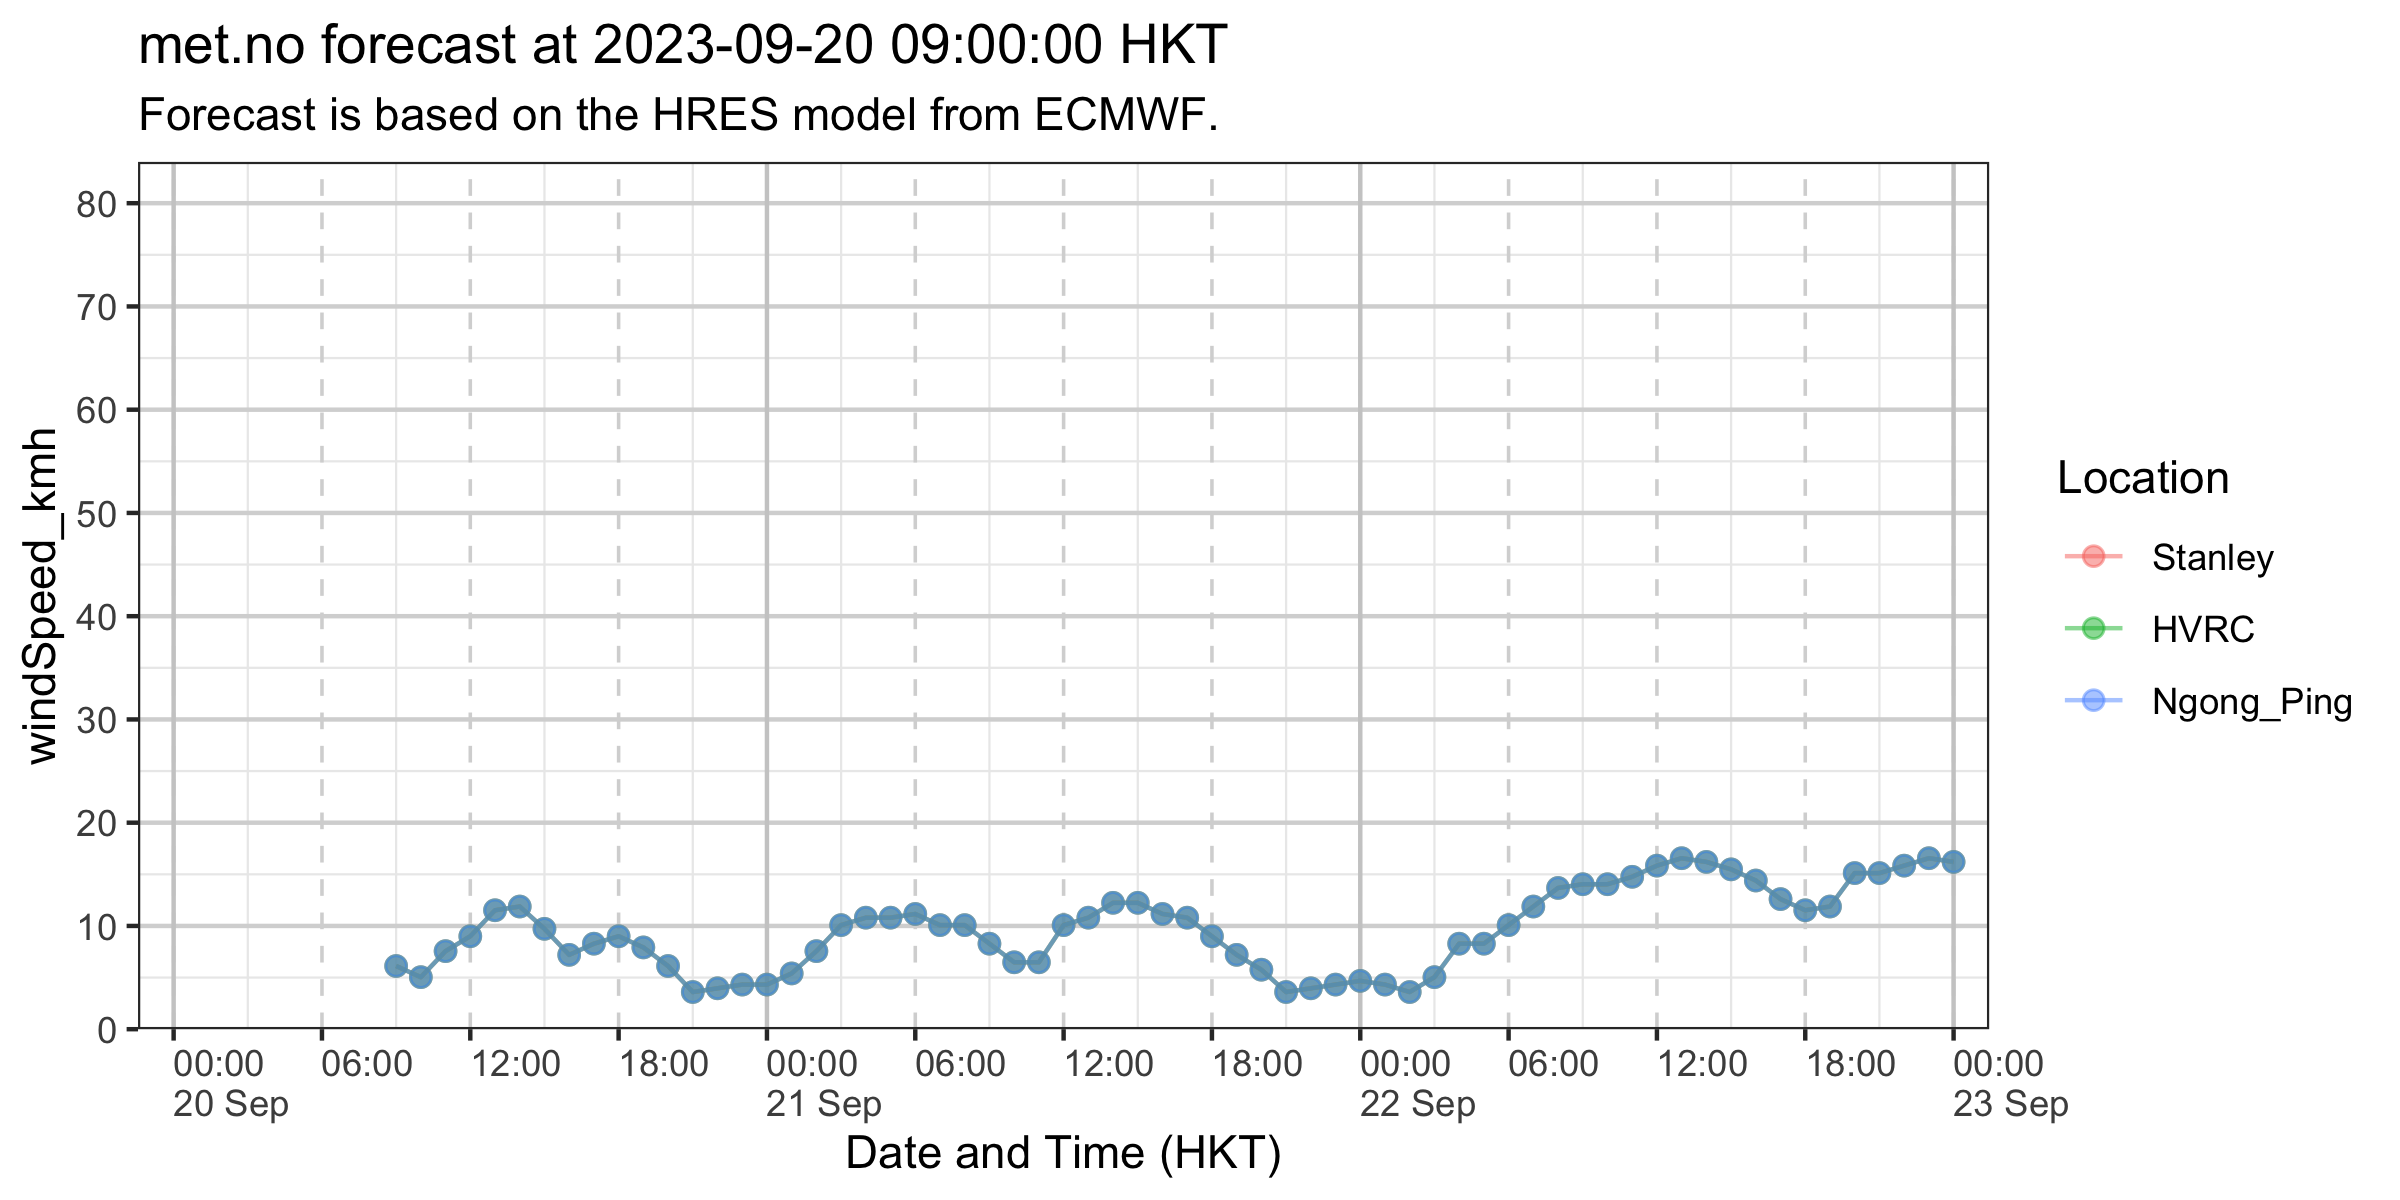 met.no forecast at 2023-09-20 09:00:00 HKT
Forecast is based on the HRES model from ECMWF.
windSpeed_kmh
80
70
60
50
40
30
20
10
0
00:00 06:00 12:00 18:00 00:00 06:00 12:00 18:00 00:00 06:00 12:00 18:00 00:00
20 Sep 21 Sep 22 Sep 23 Sep
Date and Time (HKT)
Location
Stanley
HVRC
Ngong_Ping